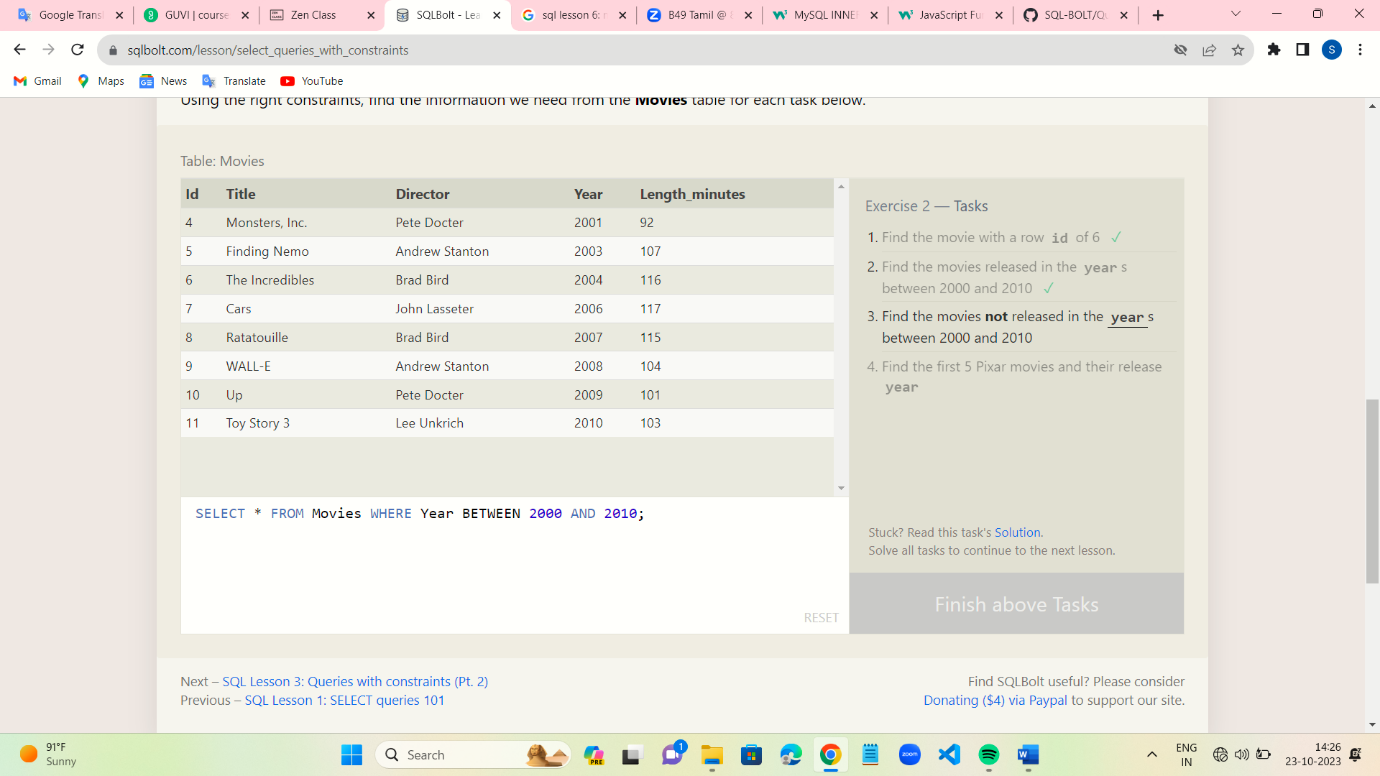 Google Transl
GUVI | course
Zen Class
SQLBolt - Lea
sql lesson 6: m
B49 Tamil @
MySQL INNE
JavaScript Fu
SQL-BOLT/Qu
sqlbolt.com/lesson/select_queries_with_constraints
S
Gmail Maps News Translate YouTube
Using the right constraints, find the information we need from the Movies table for each task below.
Table: Movies
Id Title Director Year Length_minutes
4 Monsters, Inc. Pete Docter 2001 92
5 Finding Nemo Andrew Stanton 2003 107
6 The Incredibles Brad Bird 2004 116
7 Cars John Lasseter 2006 117
8 Ratatouille Brad Bird 2007 115
9 WALL-E Andrew Stanton 2008 104
10 Up Pete Docter 2009 101
11 Toy Story 3 Lee Unkrich 2010 103
SELECT * FROM Movies WHERE Year BETWEEN 2000 AND 2010;
RESET
Exercise 2 — Tasks
1. Find the movie with a row id of 6 ✓
2. Find the movies released in the year s
between 2000 and 2010 ✓
3. Find the movies not released in the year s
between 2000 and 2010
4. Find the first 5 Pixar movies and their release
year
Stuck? Read this task's Solution.
Solve all tasks to continue to the next lesson.
Finish above Tasks
Next – SQL Lesson 3: Queries with constraints (Pt. 2)
Previous – SQL Lesson 1: SELECT queries 101
Find SQLBolt useful? Please consider
Donating ($4) via Paypal to support our site.
91°F
Sunny
Search
PRE
1
zoom
ENG
IN
14:26
23-10-2023